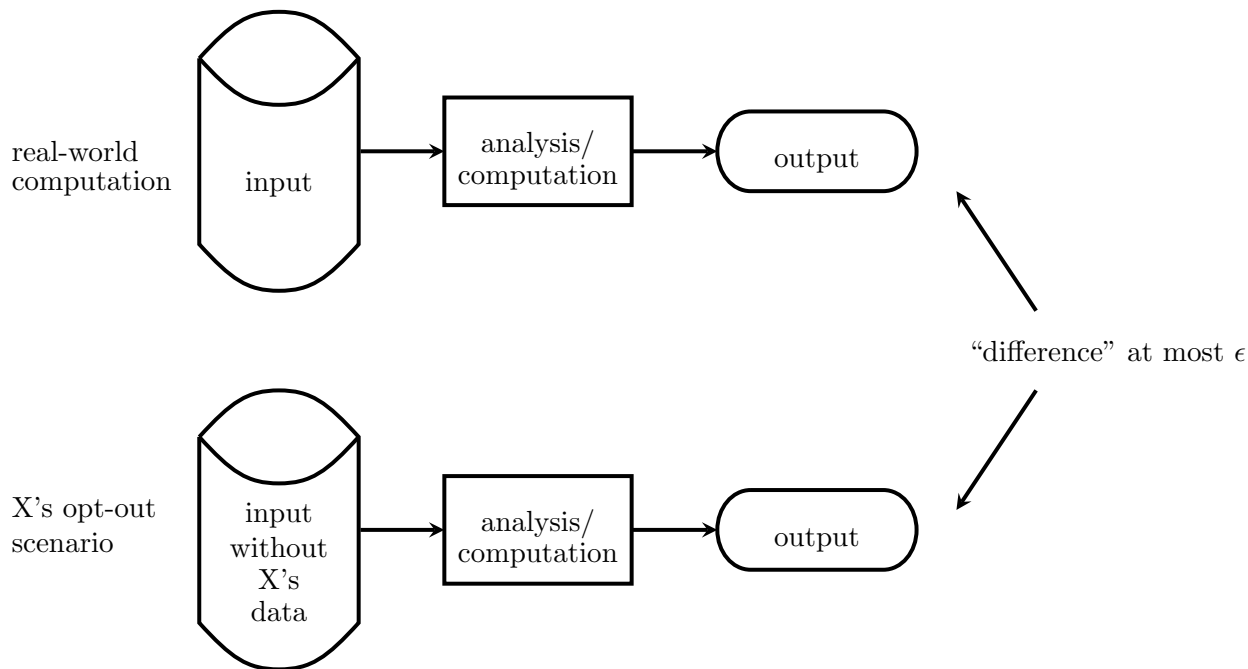 real-world
computation
input
analysis/
computation
output
“difference” at most ϵ
X’s opt-out
scenario
input
without
X’s
data
analysis/
computation
output